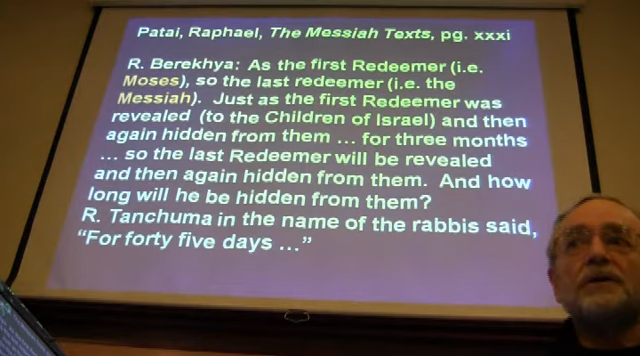 Patai, Raphael, The Messiah Texts, pg. xxxi
R. Berekhya: As the first Redeemer (i.e.
Moses), so the last redeemer (i.e. the
Messiah). Just as the first Redeemer was
revealed (to the Children of Israel) and then
again hidden from them ... for three months
... so the last Redeemer will be revealed
and then again hidden from them. And how
long will he be hidden from them?
R. Tanchuma in the name of the rabbis said,
“For forty five days ...”